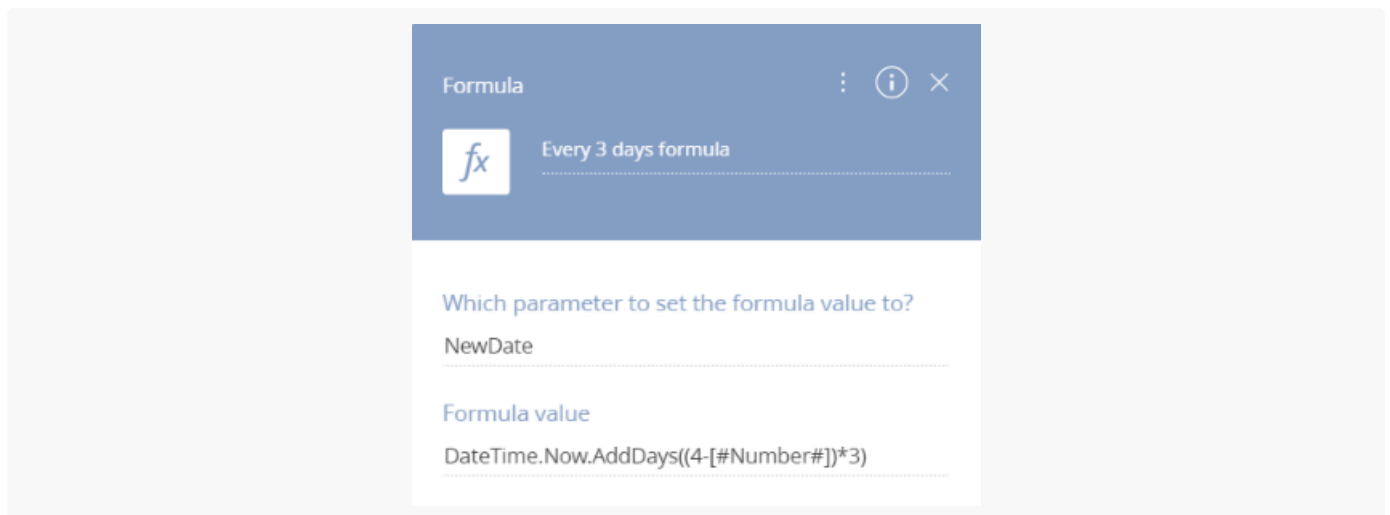 Formula
fx
Every 3 days formula
Which parameter to set the formula value to?
NewDate
Formula value
DateTime.Now.AddDays((4-[#Number#])*3)